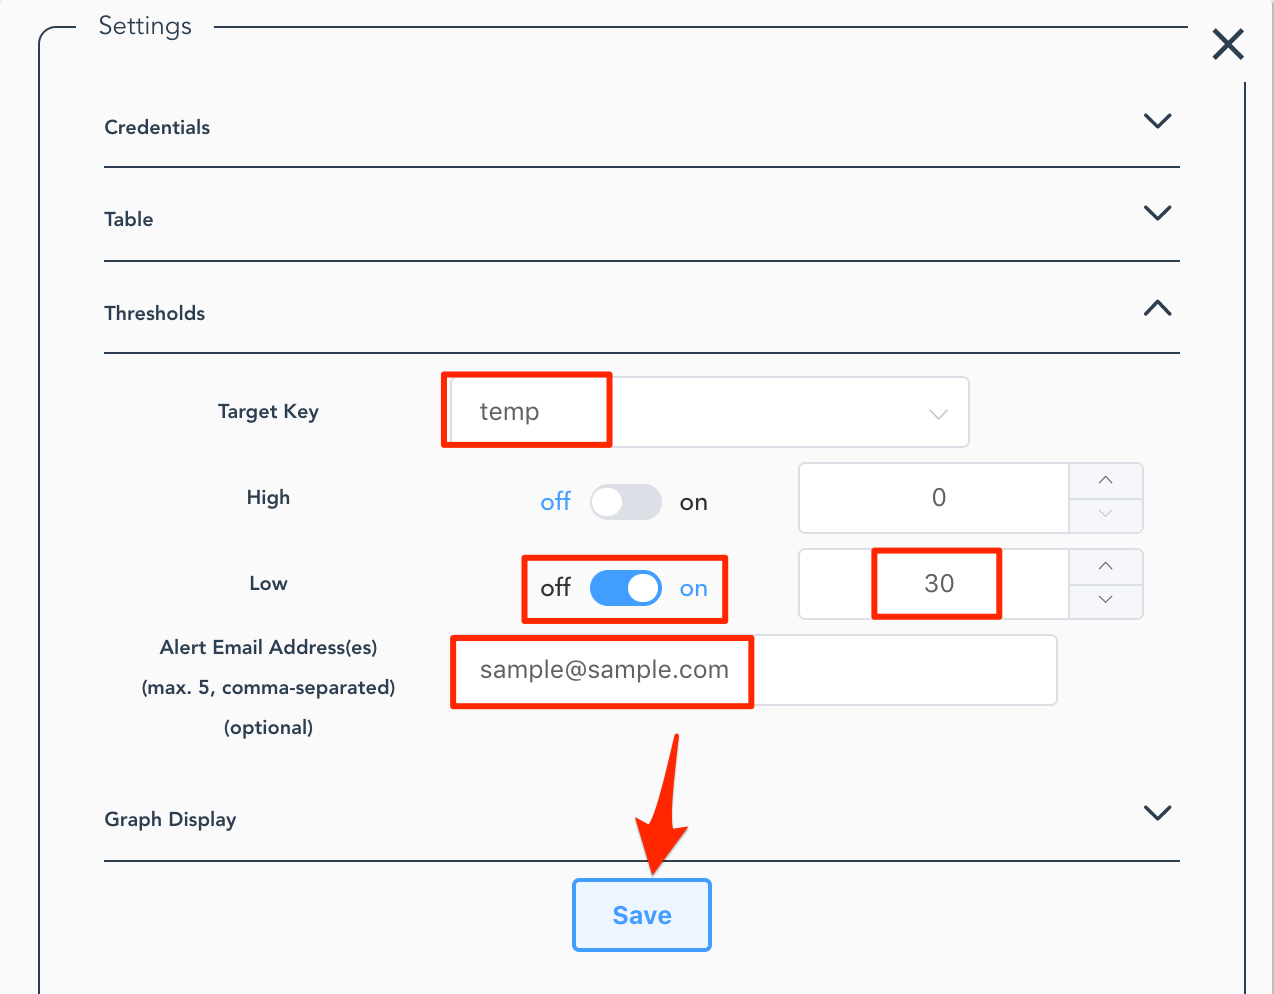 Settings
Credentials
Table
Thresholds
Target Key
temp
High
off
on
0
Low
off
on
30
Alert Email Address(es)
(max. 5, comma-separated)
(optional)
sample@sample.com
Graph Display
Save